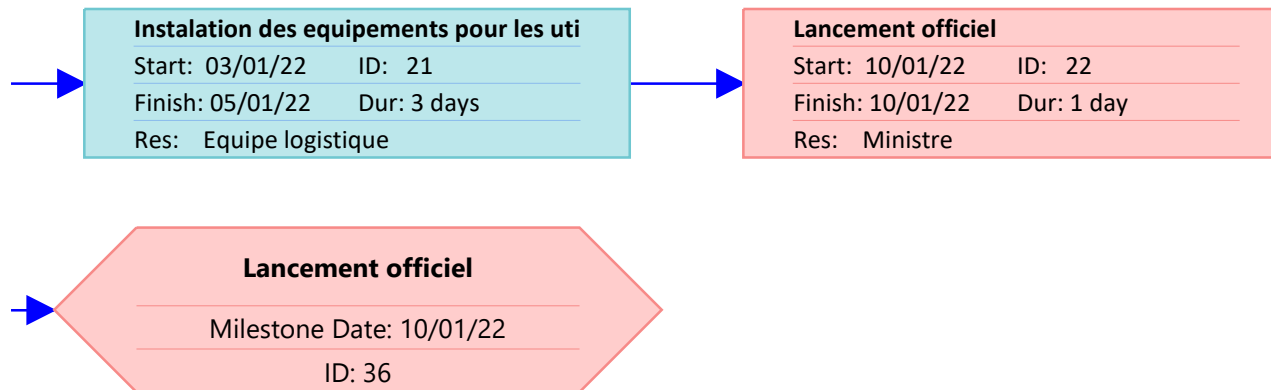 Instalation des equipements pour les uti
Start: 03/01/22 ID: 21
Finish: 05/01/22 Dur: 3 days
Res: Equipe logistique
Lancement officiel
Start: 10/01/22 ID: 22
Finish: 10/01/22 Dur: 1 day
Res: Ministre
Lancement officiel
Milestone Date: 10/01/22
ID: 36